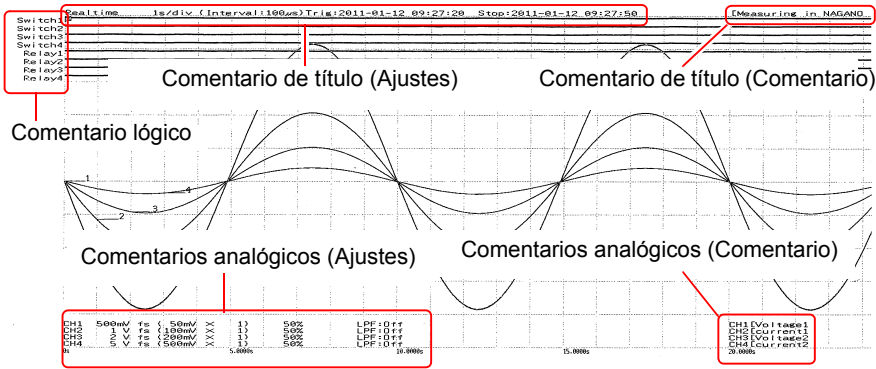 Realtime 1s/div (Interval:100µs)Trig:2011-01-12 09:27:20 Stop:2011-01-12 09:27:50 [Measuring in NAGANO
Switch1
Switch2
Switch3
Switch4
Relay1
Relay2
Relay3
Relay4
Comentario de título (Ajustes)
Comentario de título (Comentario)
Comentario lógico
1
4
3
2
Comentarios analógicos (Ajustes)
Comentarios analógicos (Comentario)
CH1 500mV fs ( 50mV X 1) 50% LPF:Off CH1[Voltage1
CH2 1 V fs (100mV X 1) 50% LPF:Off CH2[Current1
CH3 2 V fs (200mV X 1) 50% LPF:Off CH3[Voltage2
CH4 5 V fs (500mV X 1) 50% LPF:Off CH4[current2
0s 5.0000s 10.0000s 15.0000s 20.0000s